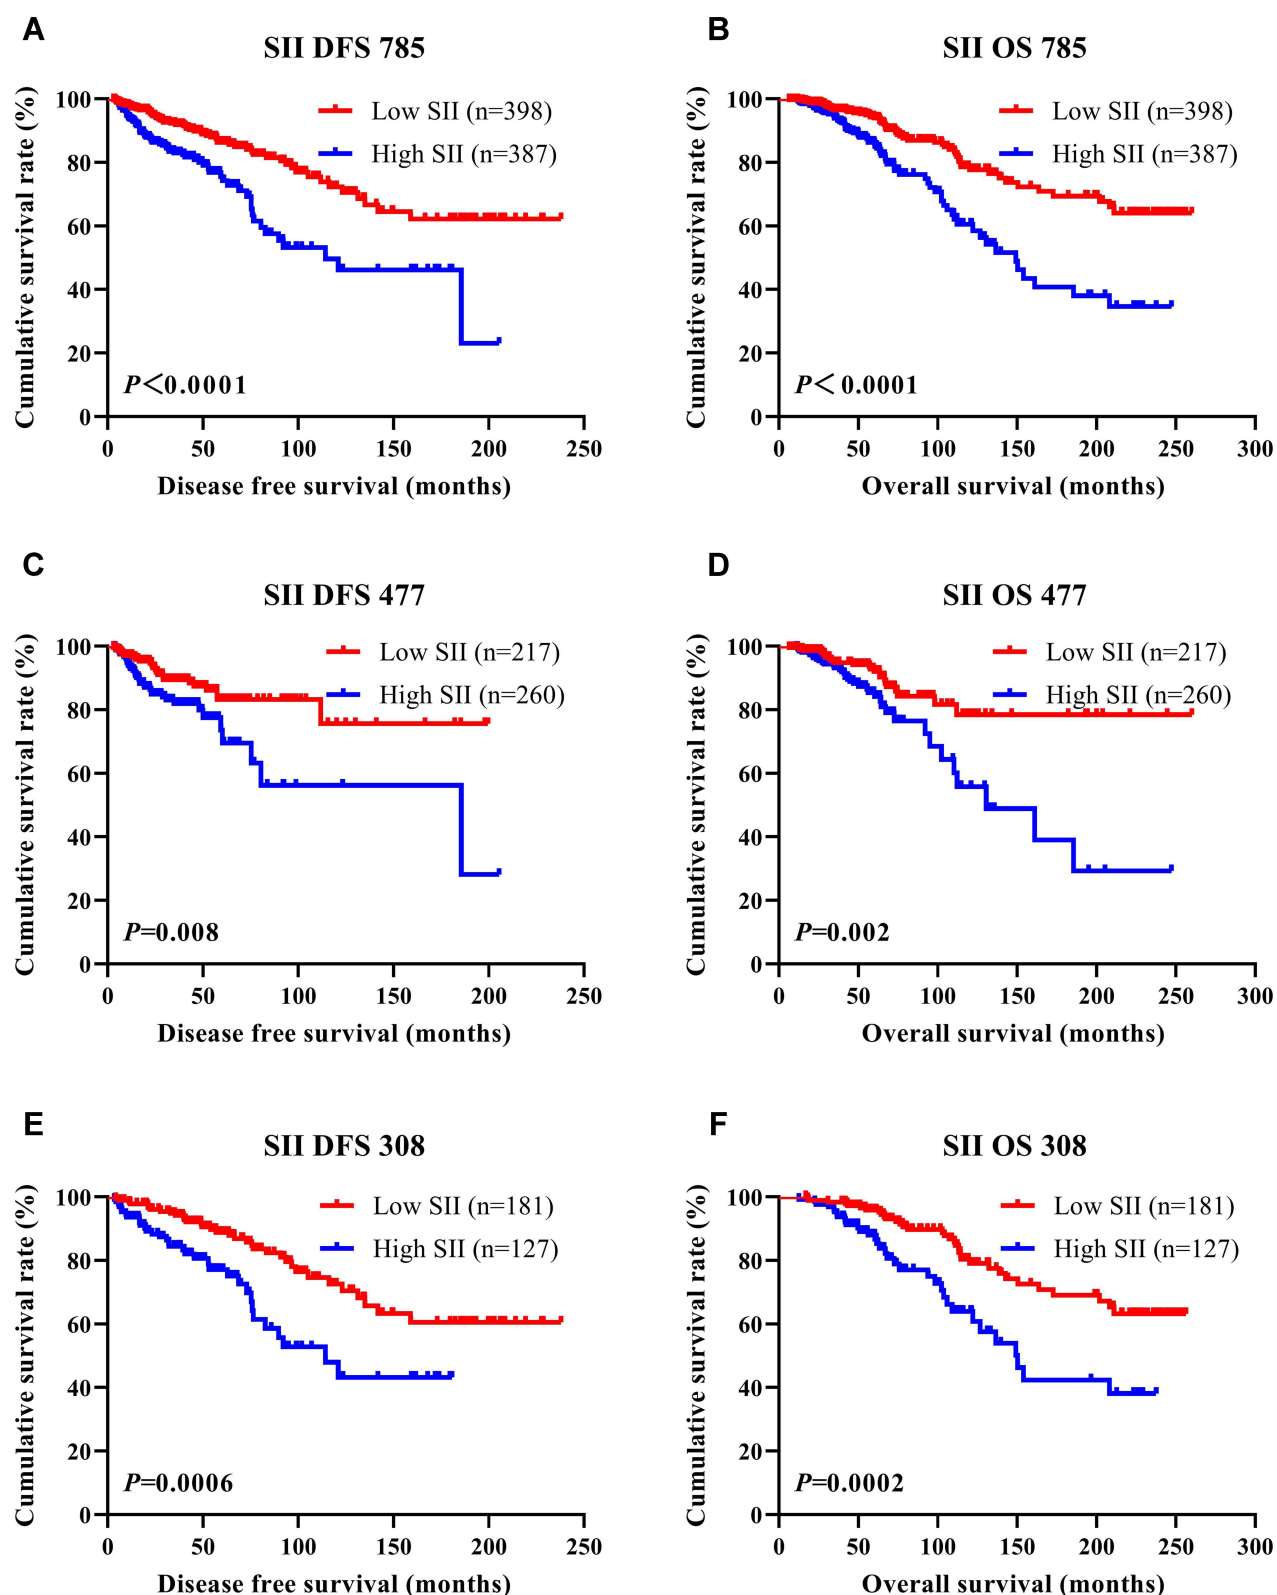 A
SII DFS 785
Cumulative survival rate (%)
100
80
60
40
20
0
Low SII (n=398)
High SII (n=387)
P<0.0001
0 50 100 150 200 250
Disease free survival (months)
B
SII OS 785
Cumulative survival rate (%)
100
80
60
40
20
0
Low SII (n=398)
High SII (n=387)
P< 0.0001
0 50 100 150 200 250 300
Overall survival (months)
C
SII DFS 477
Cumulative survival rate (%)
100
80
60
40
20
0
Low SII (n=217)
High SII (n=260)
P=0.008
0 50 100 150 200 250
Disease free survival (months)
D
SII OS 477
Cumulative survival rate (%)
100
80
60
40
20
0
Low SII (n=217)
High SII (n=260)
P=0.002
0 50 100 150 200 250 300
Overall survival (months)
E
SII DFS 308
Cumulative survival rate (%)
100
80
60
40
20
0
Low SII (n=181)
High SII (n=127)
P=0.0006
0 50 100 150 200 250
Disease free survival (months)
F
SII OS 308
Cumulative survival rate (%)
100
80
60
40
20
0
Low SII (n=181)
High SII (n=127)
P=0.0002
0 50 100 150 200 250 300
Overall survival (months)